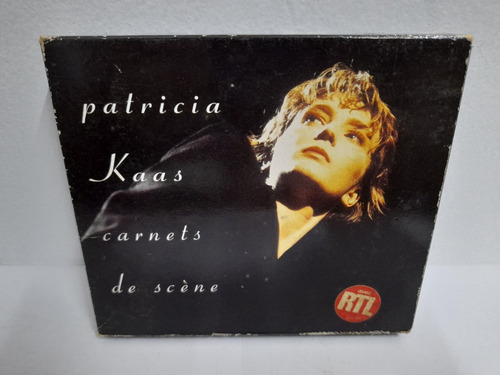 patricia
Kaas
carnets
de scène
RTL